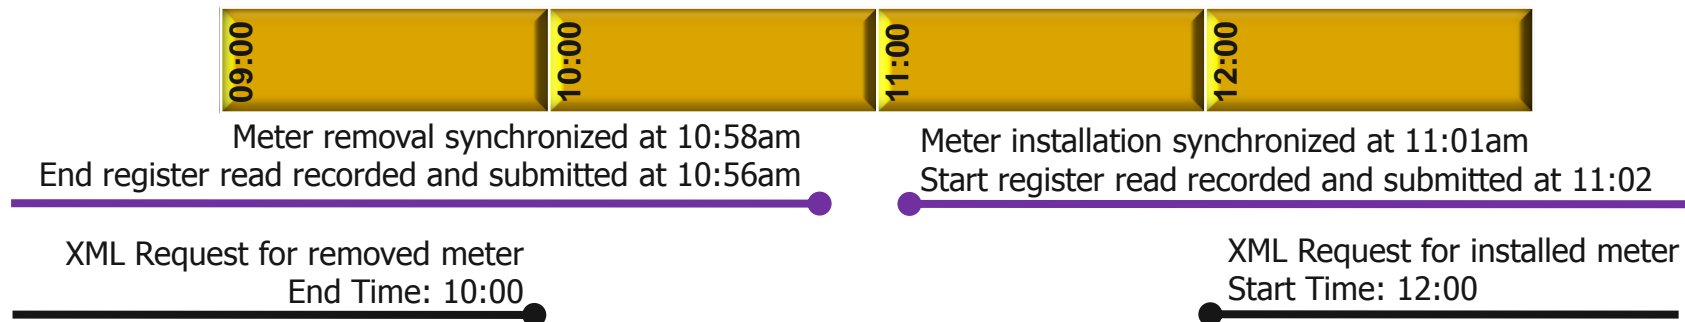 09:00
10:00
11:00
12:00
Meter removal synchronized at 10:58am
End register read recorded and submitted at 10:56am
Meter installation synchronized at 11:01am
Start register read recorded and submitted at 11:02
XML Request for removed meter
End Time: 10:00
XML Request for installed meter
Start Time: 12:00